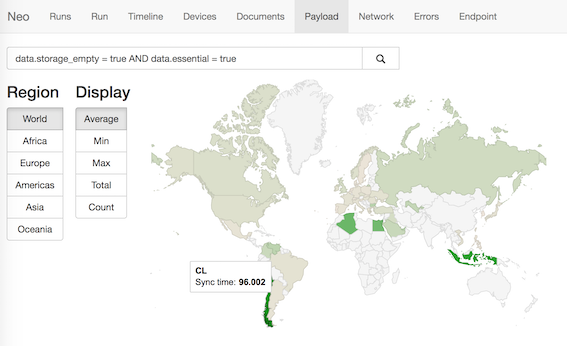 Neo Runs Run Timeline Devices Documents Payload Network Errors Endpoint
data.storage_empty = true AND data.essential = true
Region Display
World Average
Africa Min
Europe Max
Americas Total
Asia Count
Oceania
CL
Sync time: 96.002